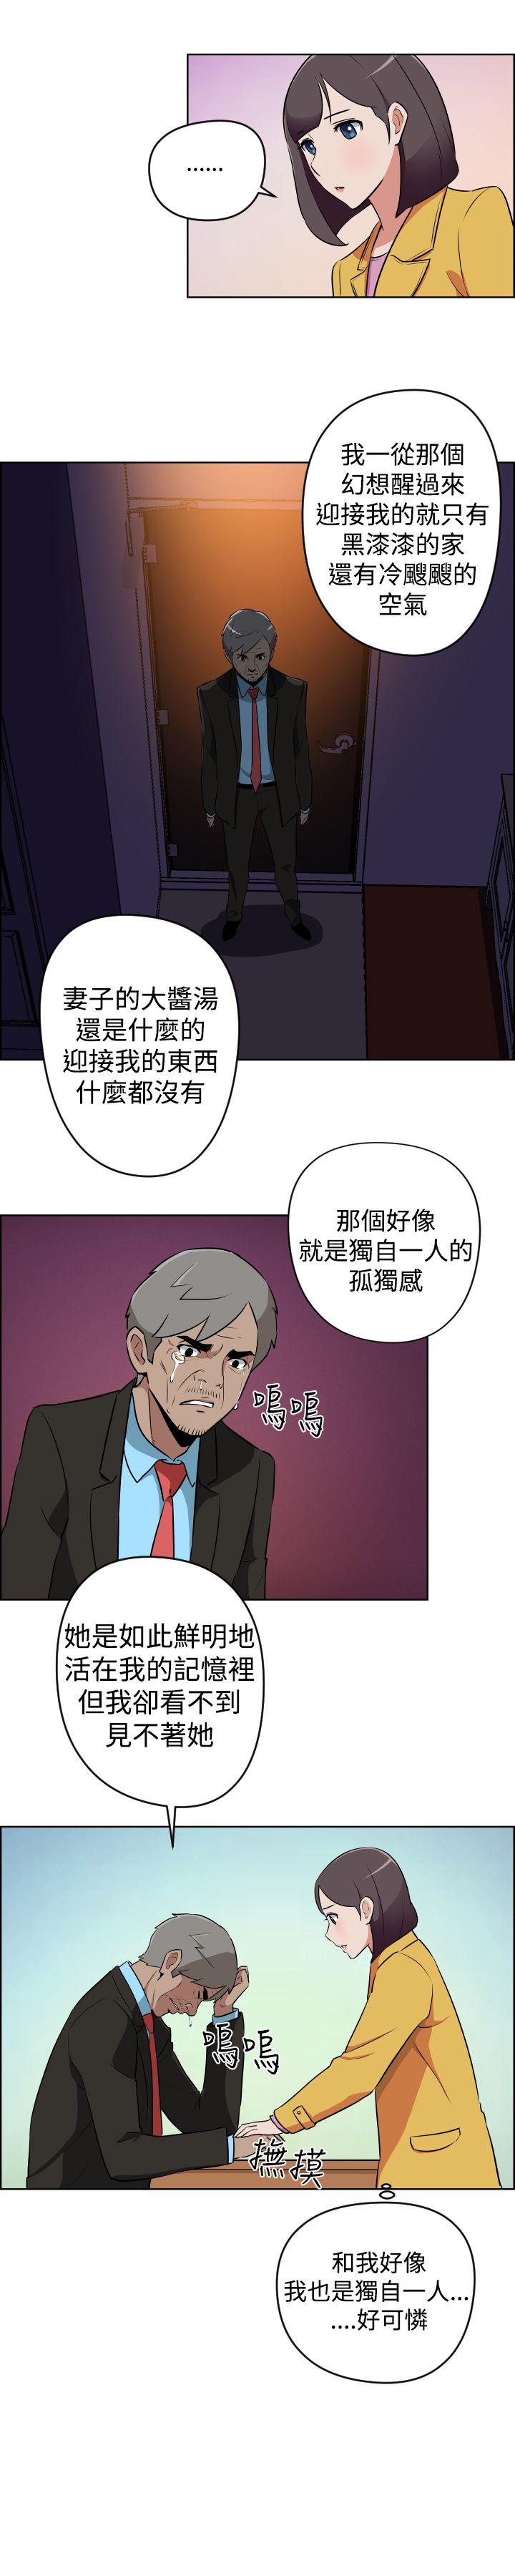 ......
我一從那個
幻想醒過來
迎接我的就只有
黑漆漆的家
還有冷颼颼的
空氣
妻子的大醬湯
還是什麼的
迎接我的東西
什麼都沒有
那個好像
就是獨自一人的
孤獨感
嗚嗚
她是如此鮮明地
活在我的記憶裡
但我卻看不到
見不著她
嗚嗚
撫摸
和我好像
我也是獨自一人...
....好可憐